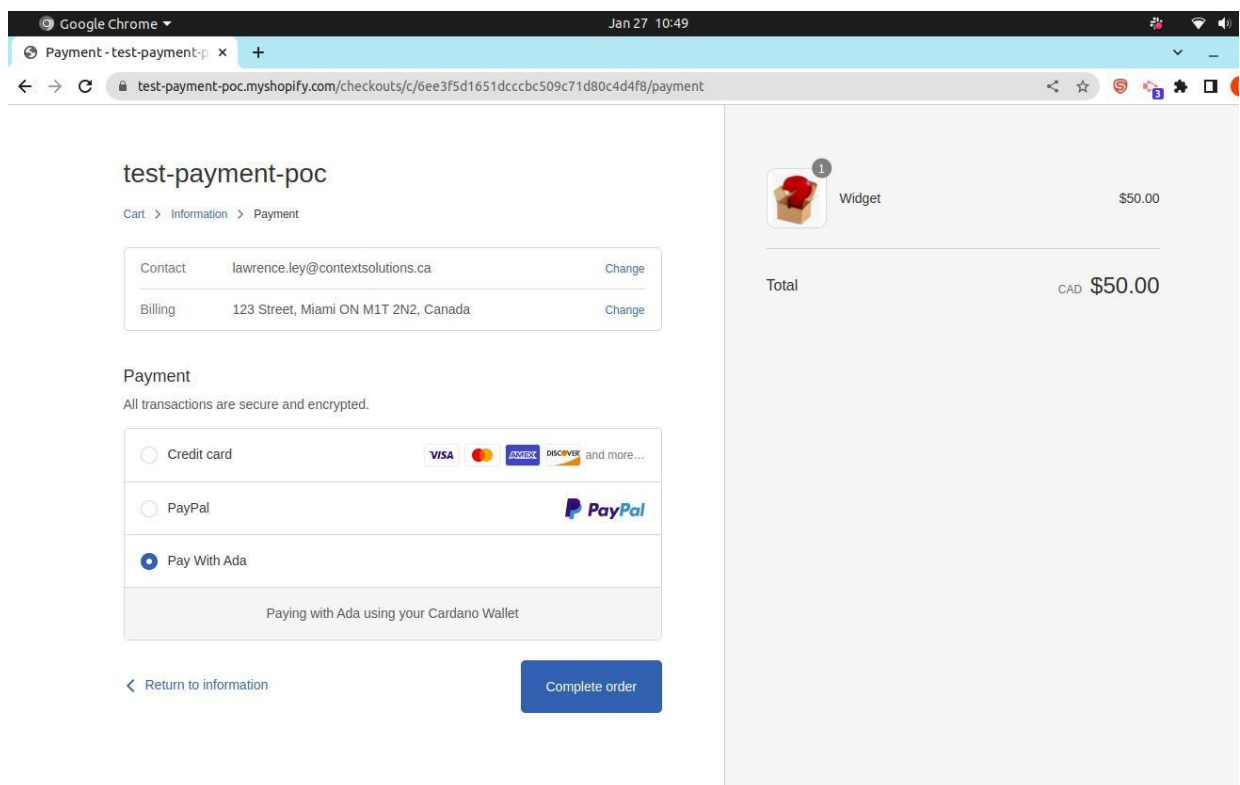 Google Chrome
Jan 27 10:49
Payment - test-payment-p
test-payment-poc.myshopify.com/checkouts/c/6ee3f5d1651dcccbc509c71d80c4d4f8/payment
3
test-payment-poc
Cart > Information > Payment
Contact lawrence.ley@contextsolutions.ca Change
Billing 123 Street, Miami ON M1T 2N2, Canada Change
Payment
All transactions are secure and encrypted.
Credit card VISA AMEX DISCOVER and more...
PayPal PayPal
Pay With Ada
Paying with Ada using your Cardano Wallet
Return to information
Complete order
1
Widget $50.00
Total CAD $50.00